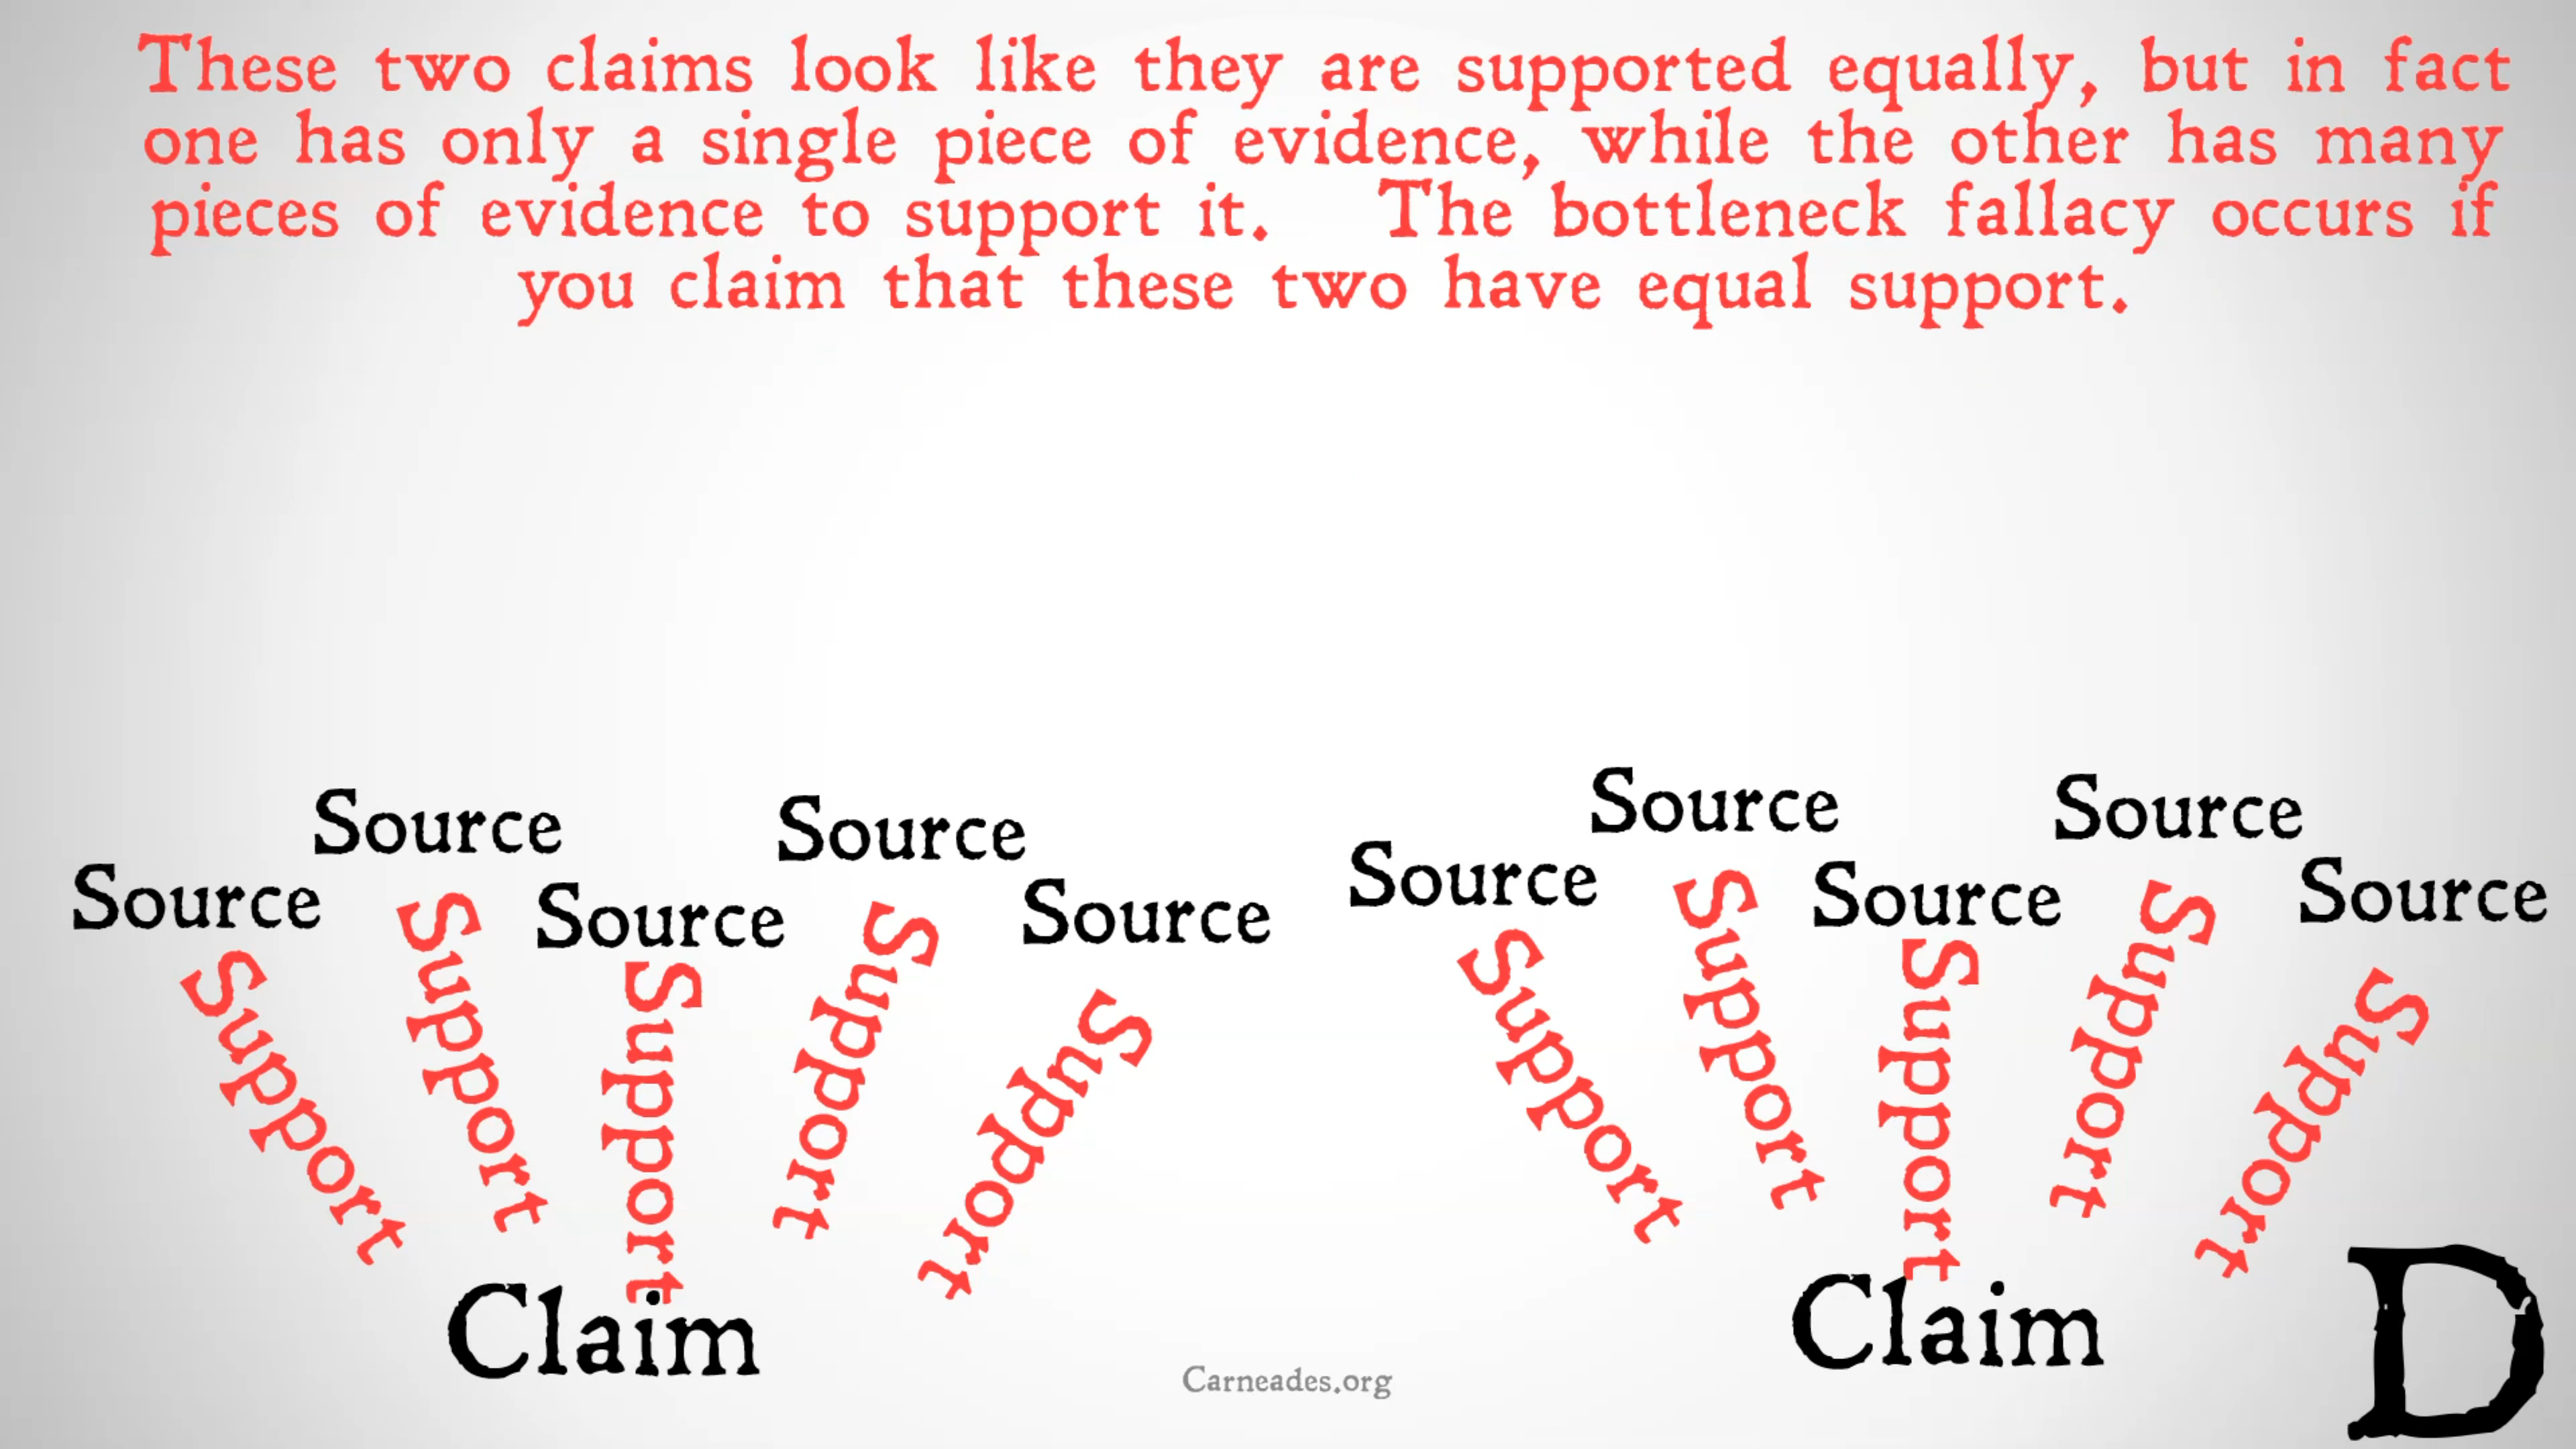 These two claims look like they are supported equally, but in fact
one has only a single piece of evidence, while the other has many
pieces of evidence to support it. The bottleneck fallacy occurs if
you claim that these two have equal support.
Source
Source
Source
Source
Source
Support
Support
Support
Support
Support
Claim
Source
Source
Source
Source
Source
Support
Support
Support
Support
Support
Claim
Carneades.org
D